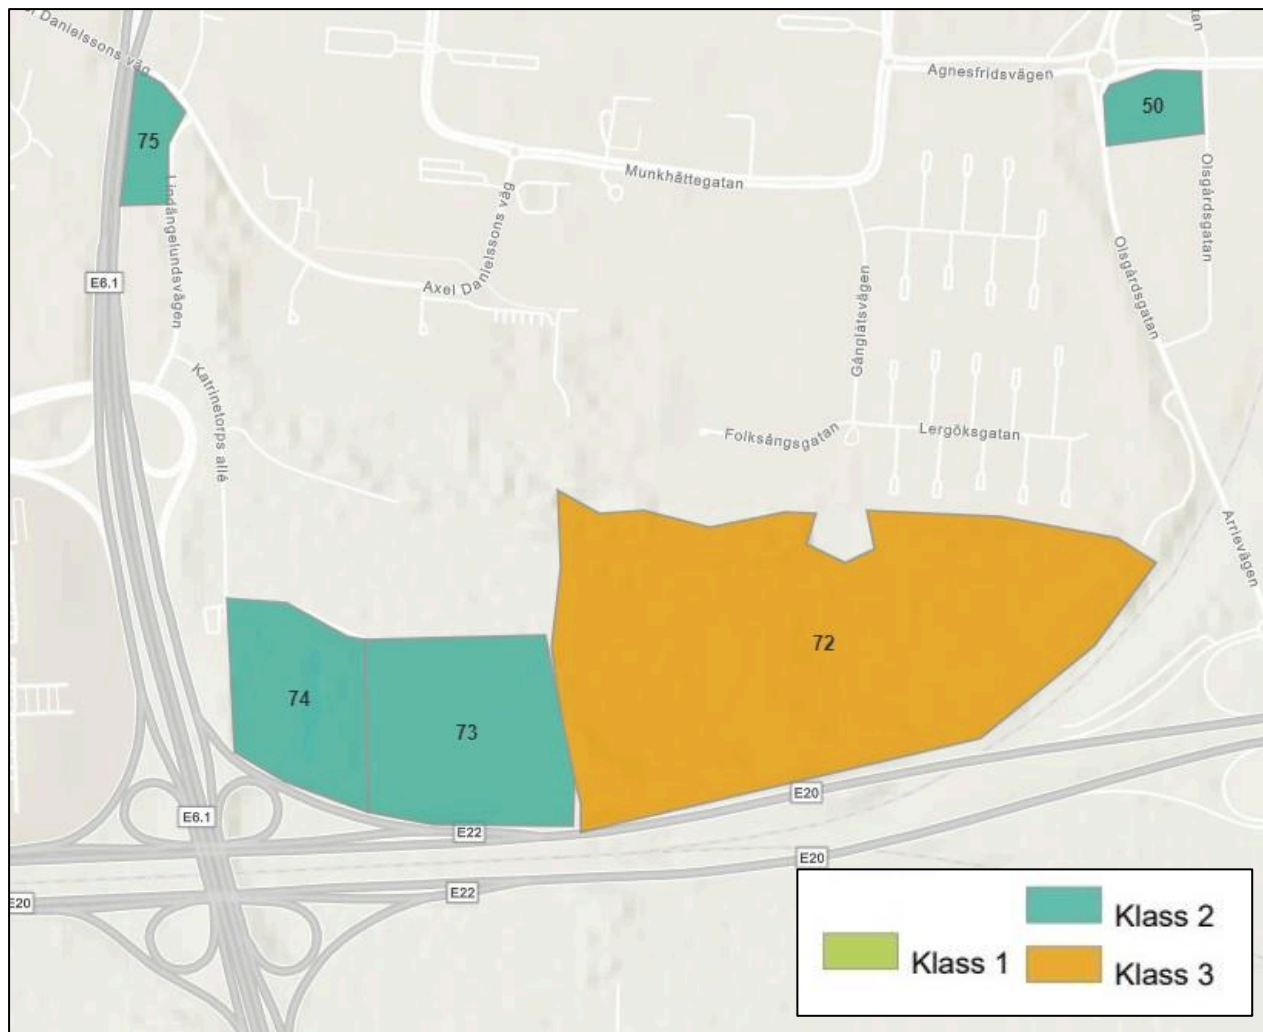 Danielssons väg
Agnesfridsvägen
50
75
Munkhättegatan
Olsgårdsgatan
Lindängelundsvägen
Axel Danielssons väg
E6.1
Olsgårdsgatan
Gånglåtsvägen
Katrinetorps allé
Folksångsgatan
Lergöksgatan
Arrievägen
72
74
73
E20
E6.1
E22
E20
E22
E20
Klass 1
Klass 2
Klass 3